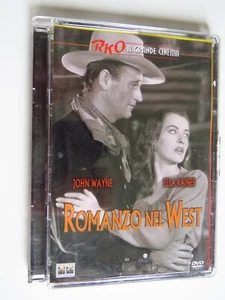 RKO IL GRANDE CINEMA
JOHN WAYNE ELLA RAINES
ROMANZO NEL WEST
DVD